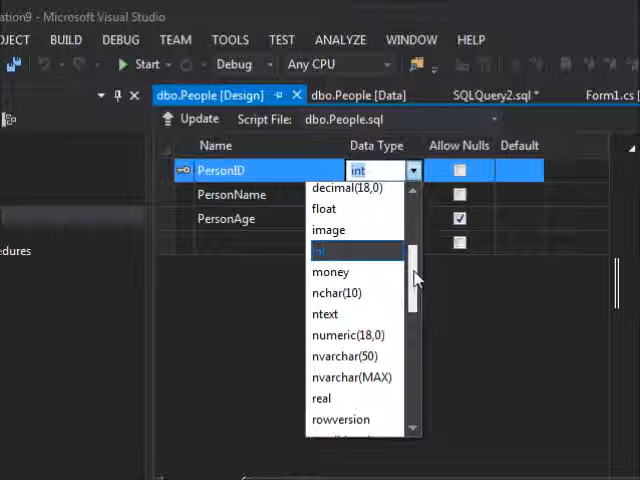 ation9 - Microsoft Visual Studio
OJECT BUILD DEBUG TEAM TOOLS TEST ANALYZE WINDOW HELP
Start Debug Any CPU
dbo.People [Design] dbo.People [Data] SQLQuery2.sql* Form1.cs [
Update Script File: dbo.People.sql
Name Data Type Allow Nulls Default
PersonID int
PersonName
PersonAge
edures
decimal(18,0)
float
image
int
money
nchar(10)
ntext
numeric(18,0)
nvarchar(50)
nvarchar(MAX)
real
rowversion